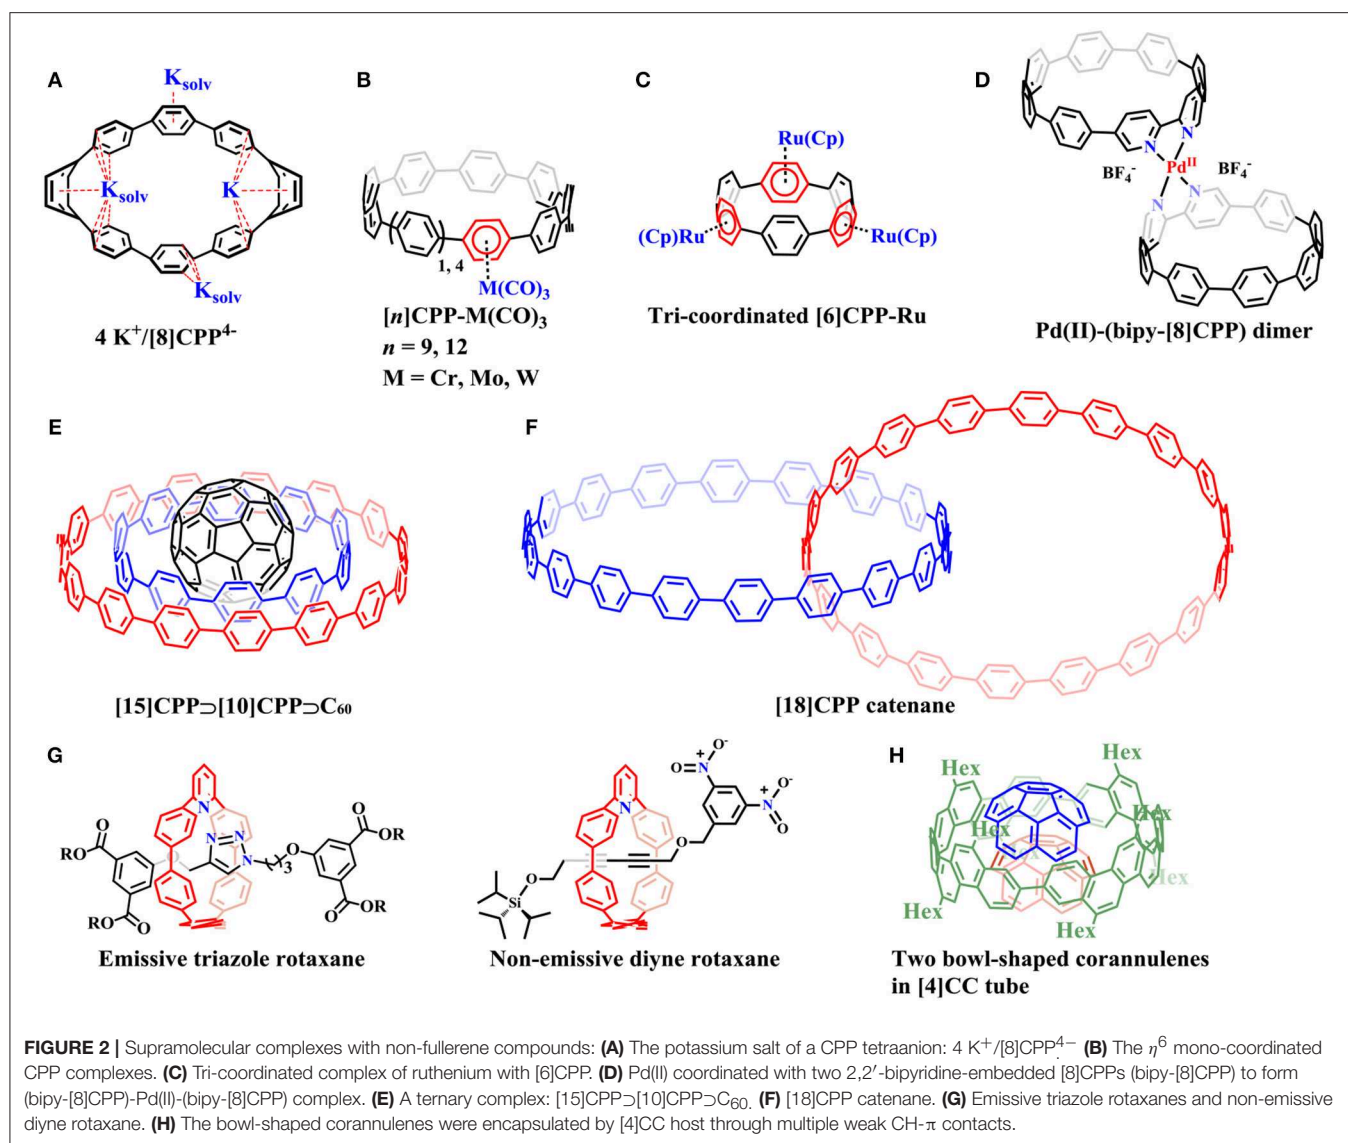 A
K_solv
K_solv
K
K_solv
4 K⁺/[8]CPP⁴⁻
B
1, 4
M(CO)₃
[n]CPP-M(CO)₃
n = 9, 12
M = Cr, Mo, W
C
Ru(Cp)
(Cp)Ru
Ru(Cp)
Tri-coordinated [6]CPP-Ru
D
N
N
BF₄⁻
Pd^II
BF₄⁻
N
N
Pd(II)-(bipy-[8]CPP) dimer
E
[15]CPP⊃[10]CPP⊃C₆₀
F
[18]CPP catenane
G
N
O
OR
RO
O
N
N
N
O
3
O
RO
O
O
OR
Emissive triazole rotaxane
O⁻
O
N⁺
O⁻
N⁺
O
N
O
O
Si
Non-emissive diyne rotaxane
H
Hex
Hex
Hex
Hex
Hex
Hex
Hex
Hex
Two bowl-shaped corannulenes
in [4]CC tube
FIGURE 2 | Supramolecular complexes with non-fullerene compounds: (A) The potassium salt of a CPP tetraanion: 4 K⁺/[8]CPP⁴⁻. (B) The η⁶ mono-coordinated
CPP complexes. (C) Tri-coordinated complex of ruthenium with [6]CPP. (D) Pd(II) coordinated with two 2,2′-bipyridine-embedded [8]CPPs (bipy-[8]CPP) to form
(bipy-[8]CPP)-Pd(II)-(bipy-[8]CPP) complex. (E) A ternary complex: [15]CPP⊃[10]CPP⊃C₆₀. (F) [18]CPP catenane. (G) Emissive triazole rotaxanes and non-emissive
diyne rotaxane. (H) The bowl-shaped corannulenes were encapsulated by [4]CC host through multiple weak CH-π contacts.